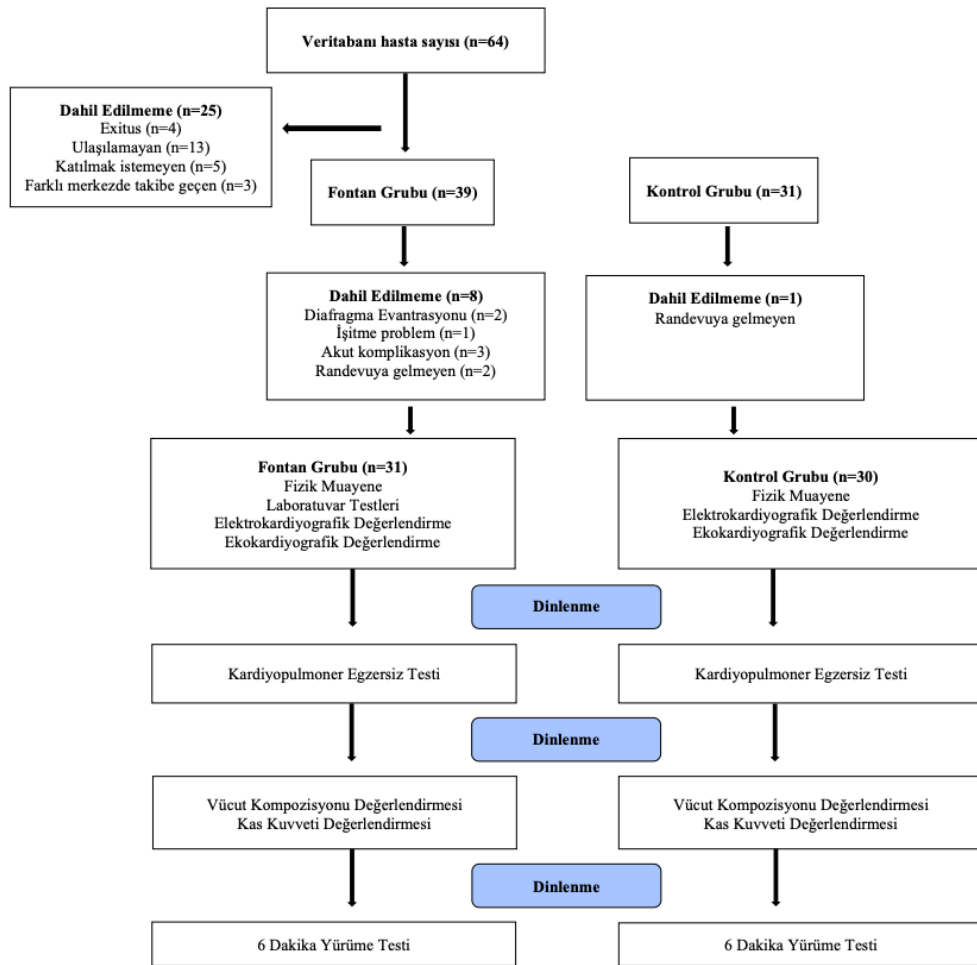 Veritabanı hasta sayısı (n=64)
Dahil Edilmeme (n=25)
Exitus (n=4)
Ulaşılamayan (n=13)
Katılmak istemeyen (n=5)
Farklı merkezde takibe geçen (n=3)
Fontan Grubu (n=39)
Kontrol Grubu (n=31)
Dahil Edilmeme (n=8)
Diafragma Evantrasyonu (n=2)
İşitme problem (n=1)
Akut komplikasyon (n=3)
Randevuya gelmeyen (n=2)
Dahil Edilmeme (n=1)
Randevuya gelmeyen
Fontan Grubu (n=31)
Fizik Muayene
Laboratuvar Testleri
Elektrokardiyografik Değerlendirme
Ekokardiyografik Değerlendirme
Kontrol Grubu (n=30)
Fizik Muayene
Elektrokardiyografik Değerlendirme
Ekokardiyografik Değerlendirme
Dinlenme
Kardiyopulmoner Egzersiz Testi
Kardiyopulmoner Egzersiz Testi
Dinlenme
Vücut Kompozisyonu Değerlendirmesi
Kas Kuvveti Değerlendirmesi
Vücut Kompozisyonu Değerlendirmesi
Kas Kuvveti Değerlendirmesi
Dinlenme
6 Dakika Yürüme Testi
6 Dakika Yürüme Testi